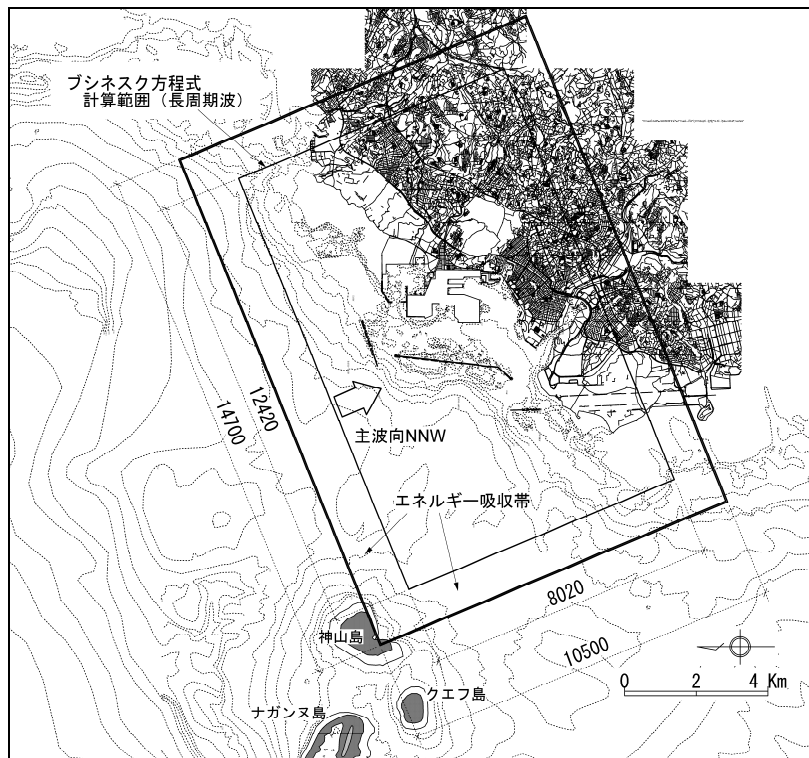 ブシネスク方程式
計算範囲（長周期波）
12420
14700
主波向NNW
エネルギー吸収帯
8020
神山島
10500
クエフ島
0 2 4 Km
ナガンヌ島